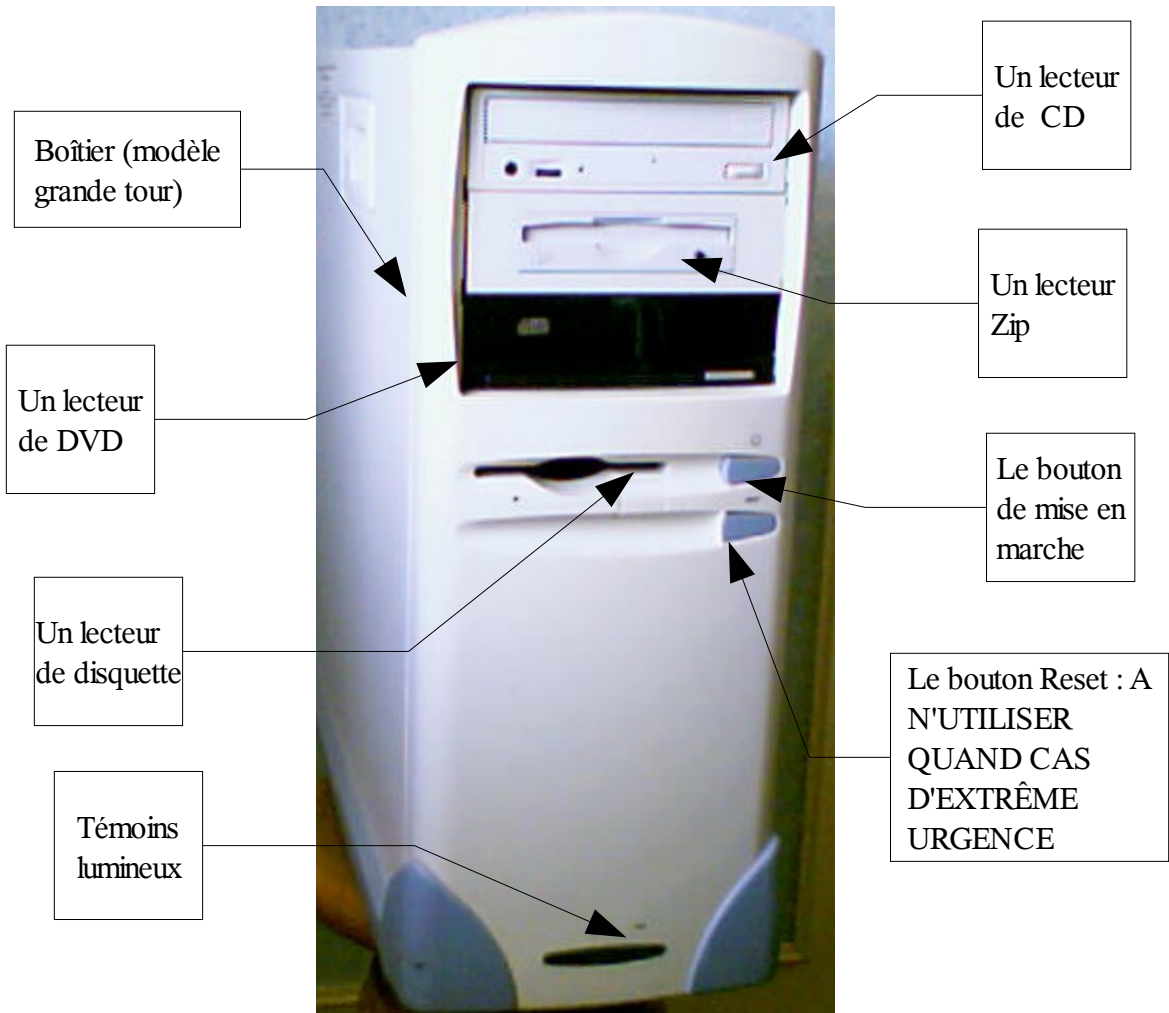 Un lecteur
de CD
Boîtier (modèle
grande tour)
Un lecteur
Zip
Un lecteur
de DVD
Le bouton
de mise en
marche
Un lecteur
de disquette
Le bouton Reset : A
N'UTILISER
QUAND CAS
D'EXTRÊME
URGENCE
Témoins
lumineux